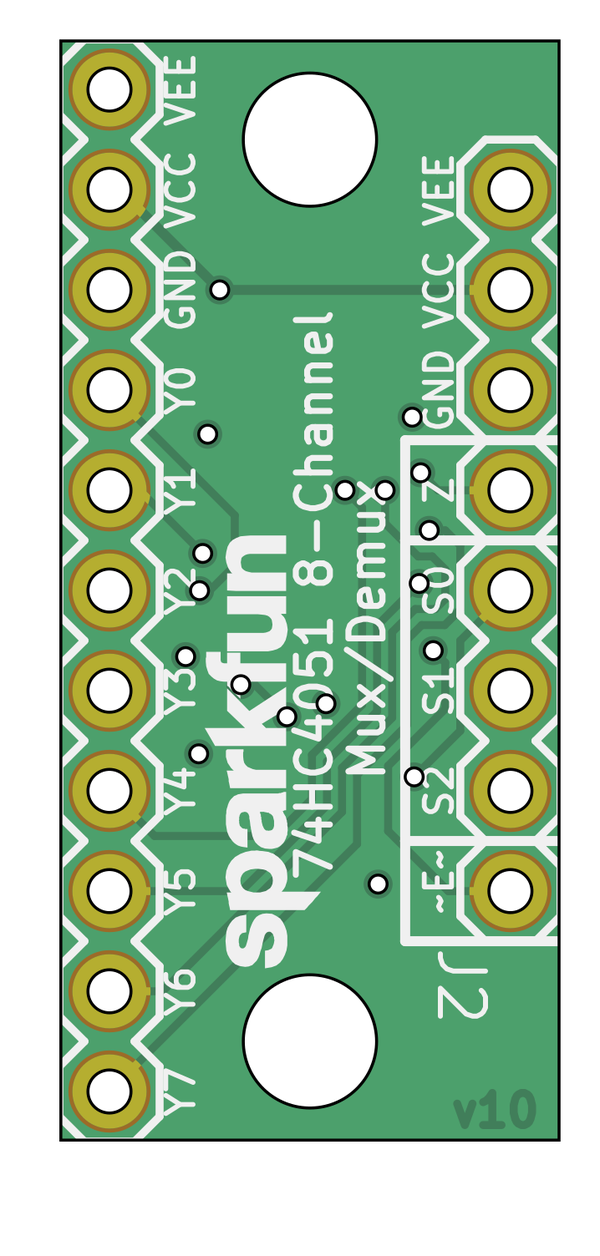 VEE
VCC
GND
Y0
Y1
Y2
Y3
Y4
Y5
Y6
Y7
sparkfun
74HC4051 8-Channel
Mux/Demux
VEE
VCC
GND
Z
S0
S1
S2
~E~
J2
v10